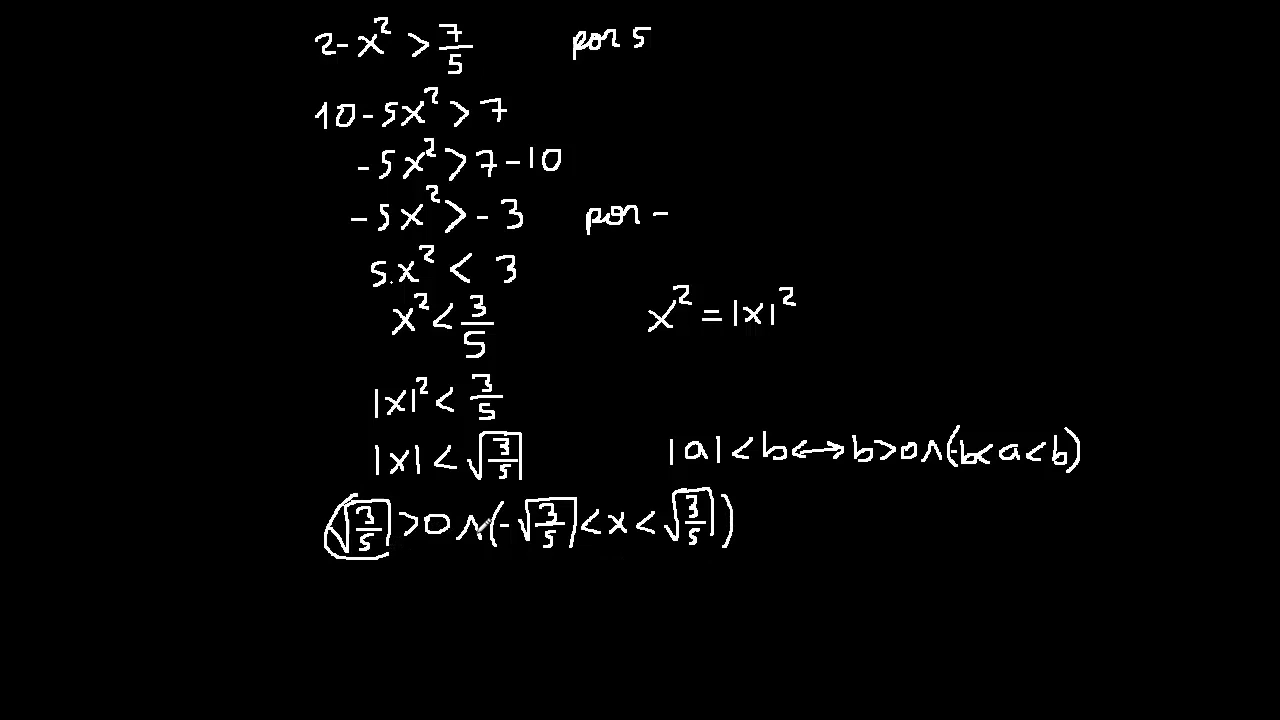 2-x² > 7/5 por 5
10-5x² > 7
-5x² > 7-10
-5x² > -3 por -
5.x² < 3
x² < 3/5 x² = |x|²
|x|² < 3/5
|x| < √(3/5) |a| < b ↔ b > 0 ∧ (-b < a < b)
√(3/5) > 0 ∧ (-√(3/5) < x < √(3/5))